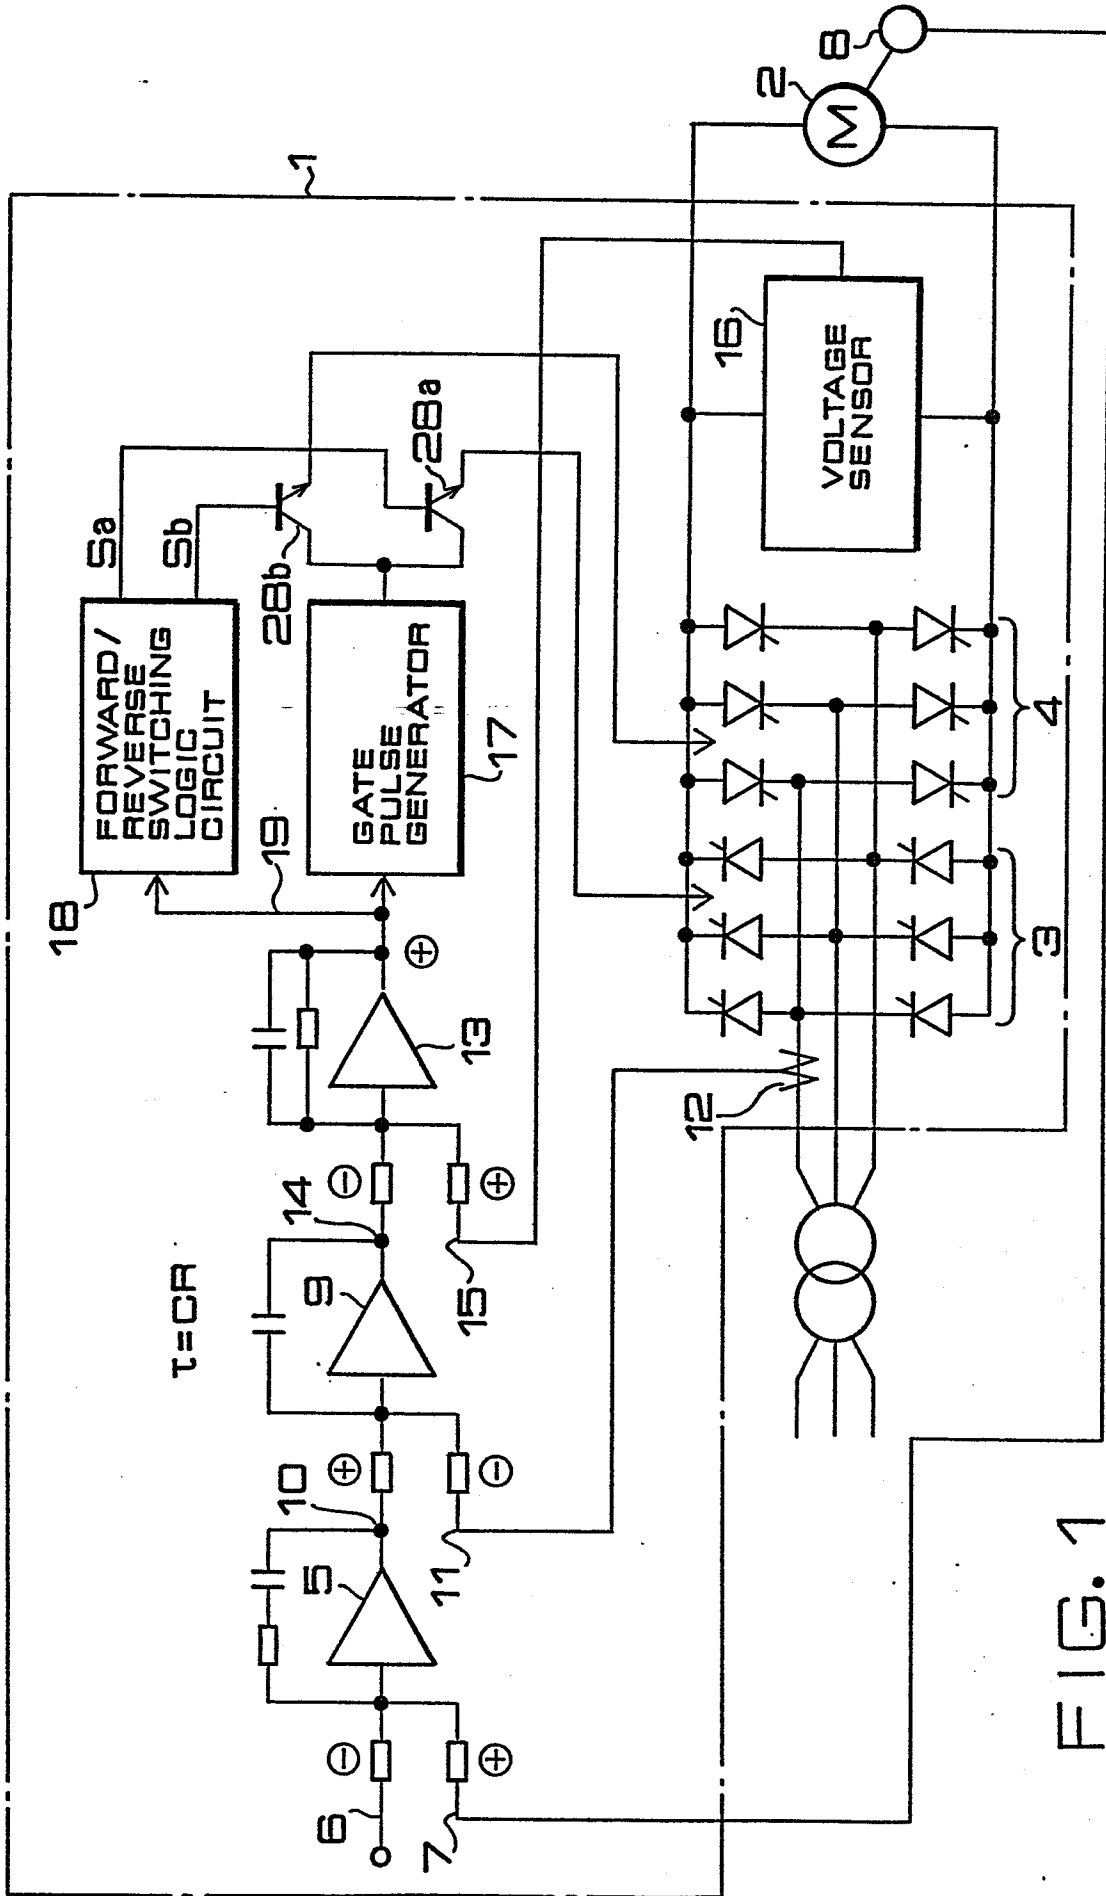 1
FORWARD/
REVERSE
SWITCHING
LOGIC
CIRCUIT
18
Sa
Sb
28b
28a
GATE
PULSE
GENERATOR
17
19
13
14
15
τ=CR
9
10
11
5
6
7
12
3
4
VOLTAGE
SENSOR
16
M
2
8
FIG. 1